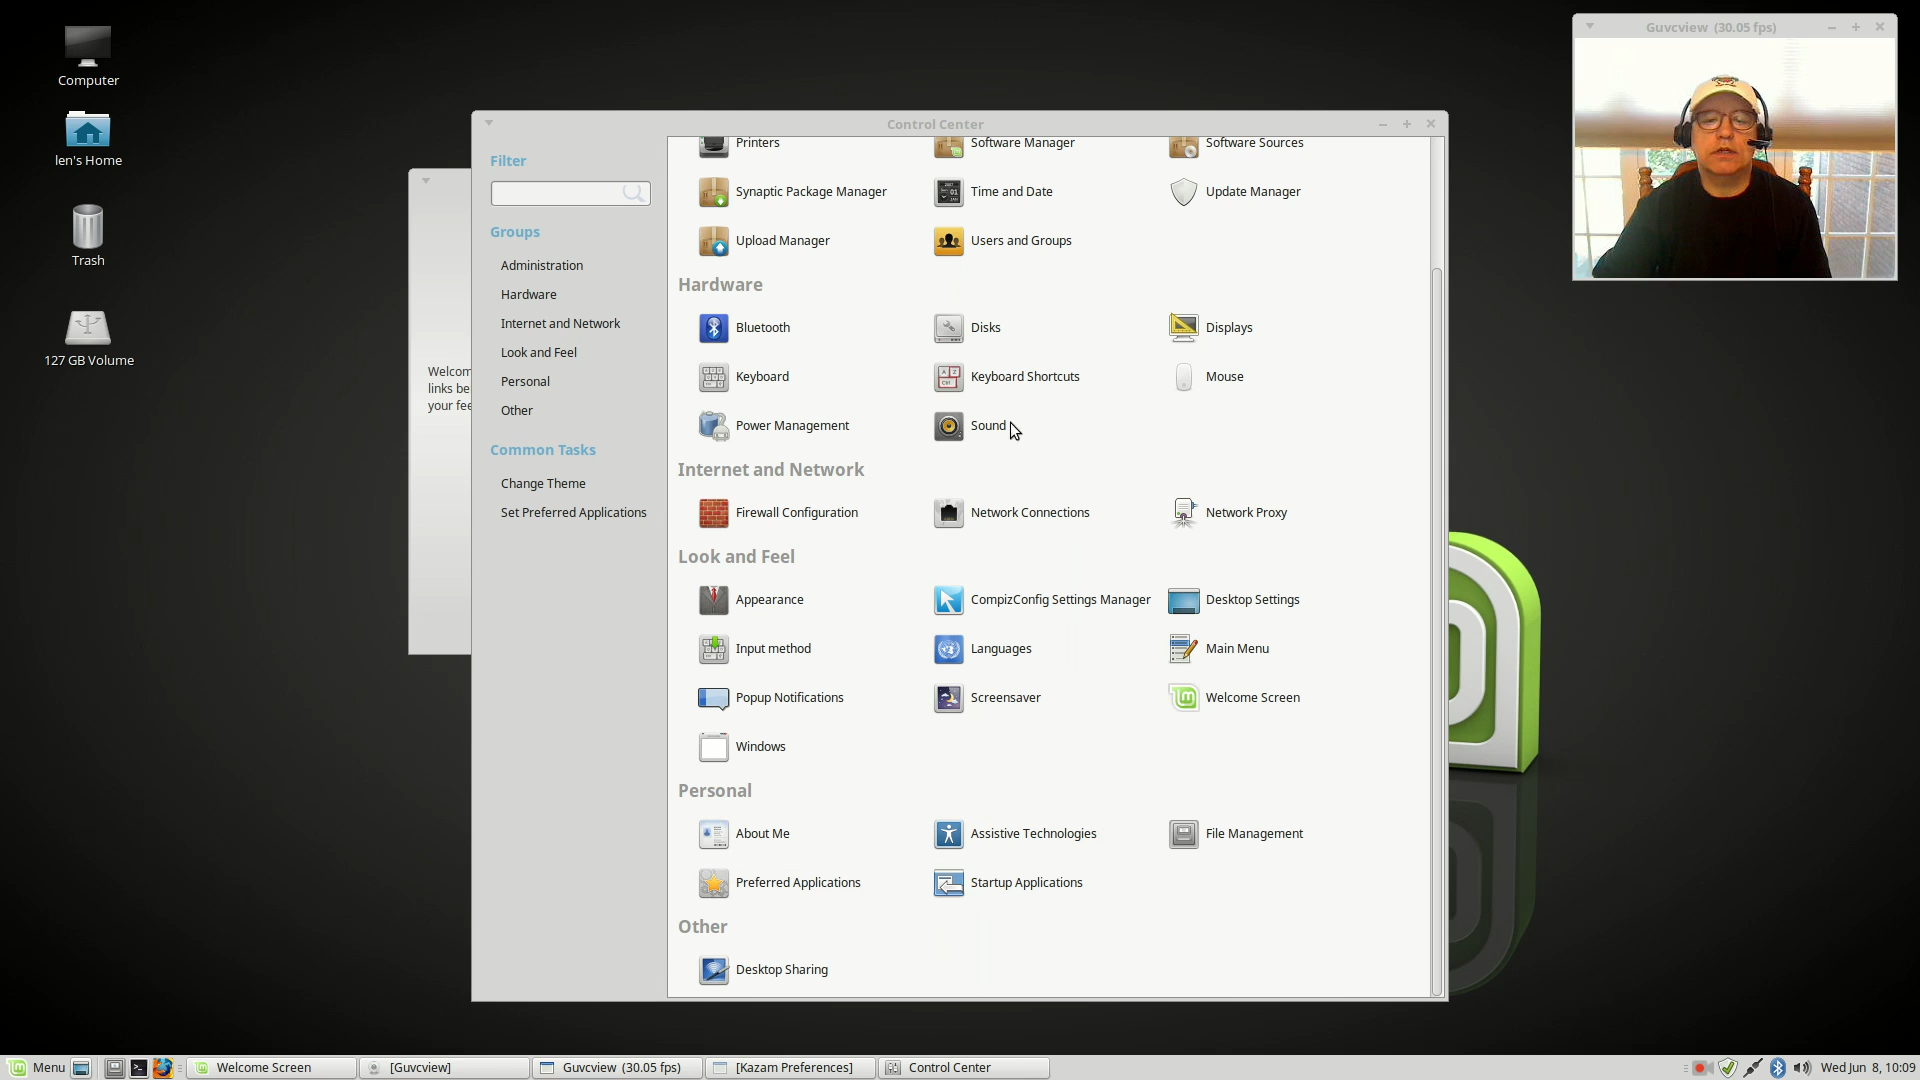 Computer
len's Home
Trash
127 GB Volume
Guvcview (30.05 fps)
Control Center
Welcom
links be
your fee
Filter
Groups
Administration
Hardware
Internet and Network
Look and Feel
Personal
Other
Common Tasks
Change Theme
Set Preferred Applications
Printers
Software Manager
Software Sources
Synaptic Package Manager
Time and Date
Update Manager
Upload Manager
Users and Groups
Hardware
Bluetooth
Disks
Displays
Keyboard
Keyboard Shortcuts
Mouse
Power Management
Sound
Internet and Network
Firewall Configuration
Network Connections
Network Proxy
Look and Feel
Appearance
CompizConfig Settings Manager
Desktop Settings
Input method
Languages
Main Menu
Popup Notifications
Screensaver
Welcome Screen
Windows
Personal
About Me
Assistive Technologies
File Management
Preferred Applications
Startup Applications
Other
Desktop Sharing
Menu
Welcome Screen
[Guvcview]
Guvcview (30.05 fps)
[Kazam Preferences]
Control Center
Wed Jun 8, 10:09